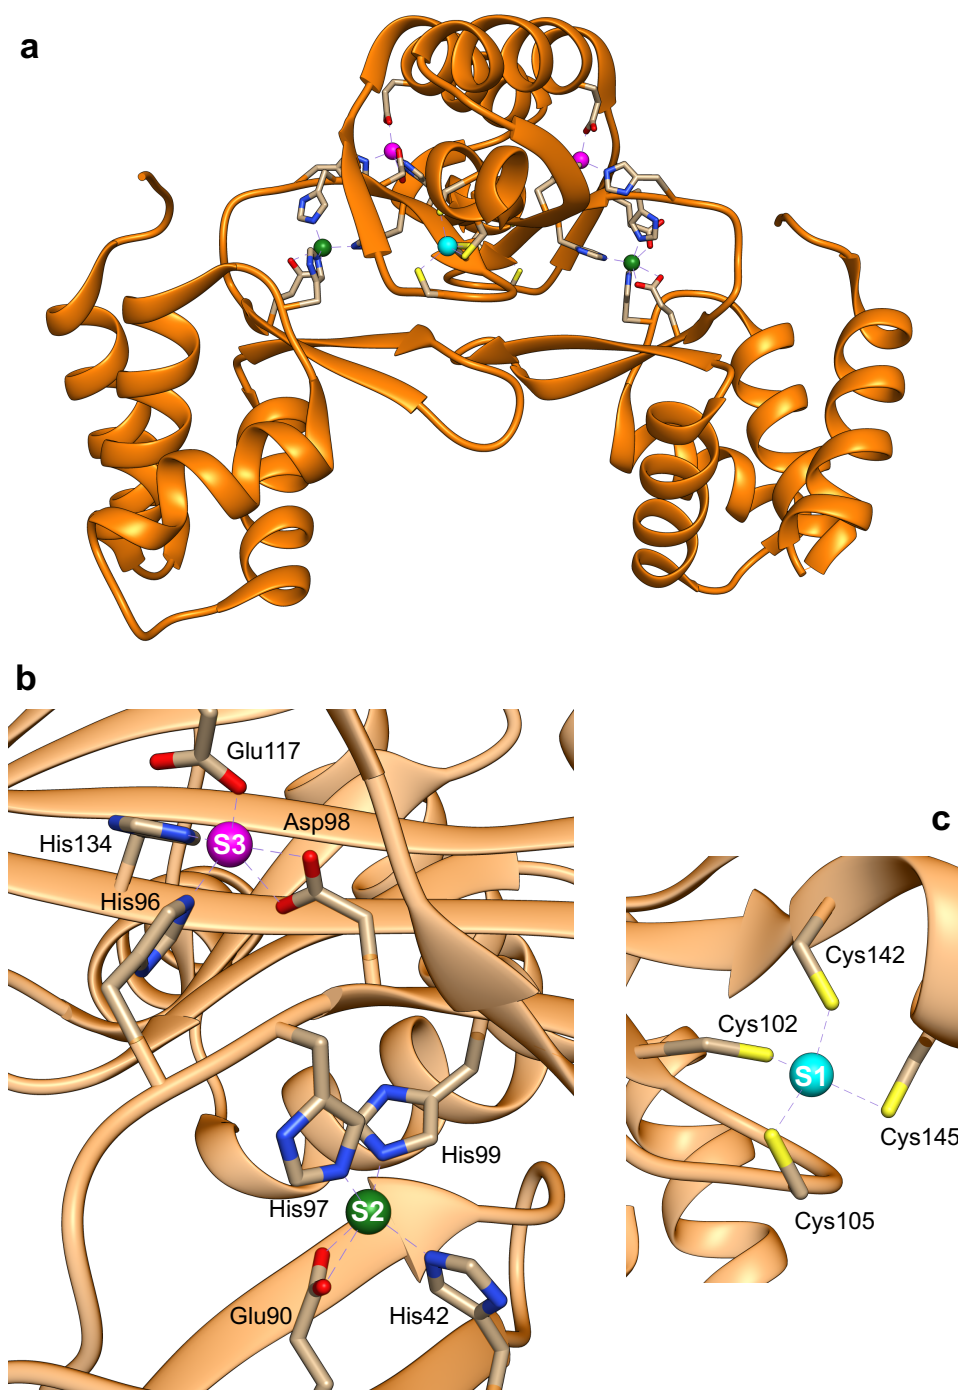 a
b
Glu117
S3
Asp98
His134
His96
His99
His97
S2
Glu90
His42
c
Cys142
Cys102
S1
Cys145
Cys105